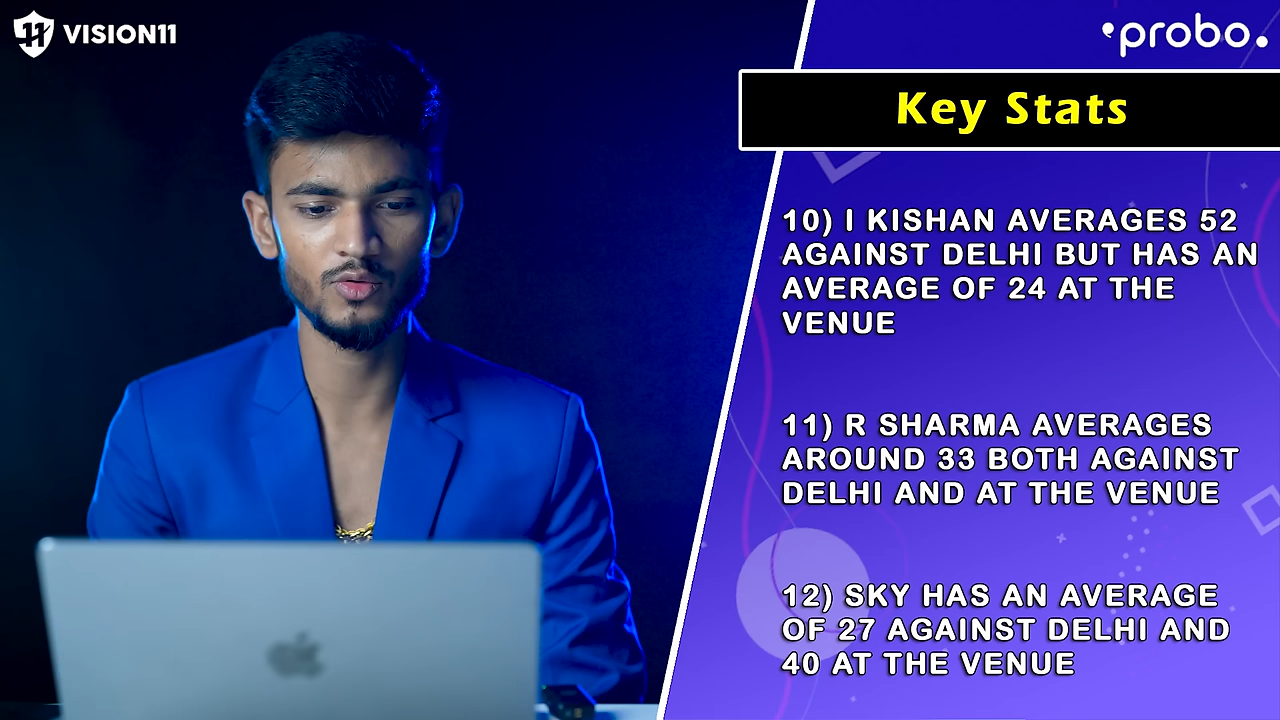 VISION11
probo.
Key Stats
10) I KISHAN AVERAGES 52
AGAINST DELHI BUT HAS AN
AVERAGE OF 24 AT THE
VENUE
11) R SHARMA AVERAGES
AROUND 33 BOTH AGAINST
DELHI AND AT THE VENUE
12) SKY HAS AN AVERAGE
OF 27 AGAINST DELHI AND
40 AT THE VENUE